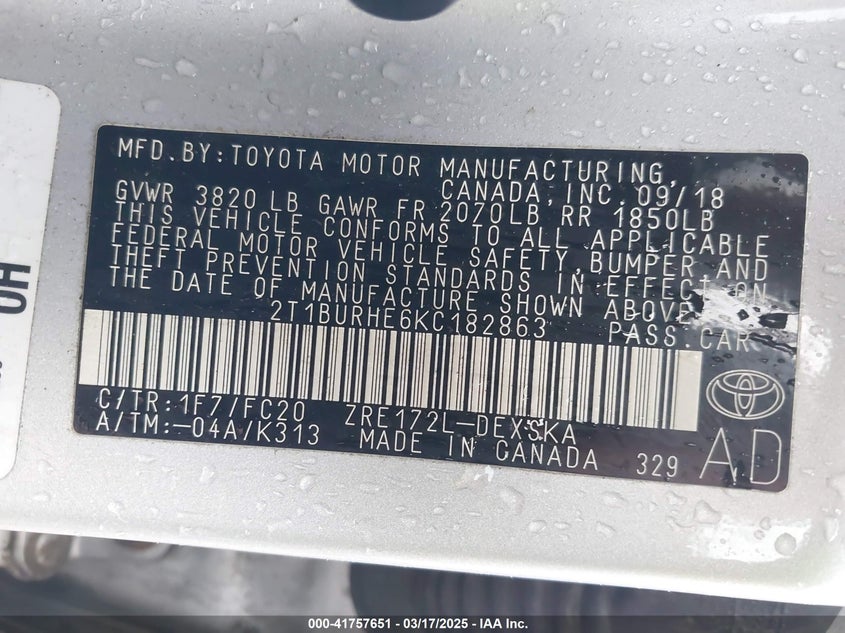 MFD.BY:TOYOTA MOTOR MANUFACTURING,
CANADA,INC. 09/18
GVWR 3820 LB GAWR FR 2070LB RR 1850LB
THIS VEHICLE CONFORMS TO ALL APPLICABLE
FEDERAL MOTOR VEHICLE SAFETY,BUMPER AND
THEFT PREVENTION STANDARDS IN EFFECT ON
THE DATE OF MANUFACTURE SHOWN ABOVE.
2T1BURHE6KC182863 PASS.CAR
C/TR:1F7/FC20 ZRE172L-DEXSKA
A/TM:-04A/K313 MADE IN CANADA 329 AD
000-41757651 - 03/17/2025 - IAA Inc.